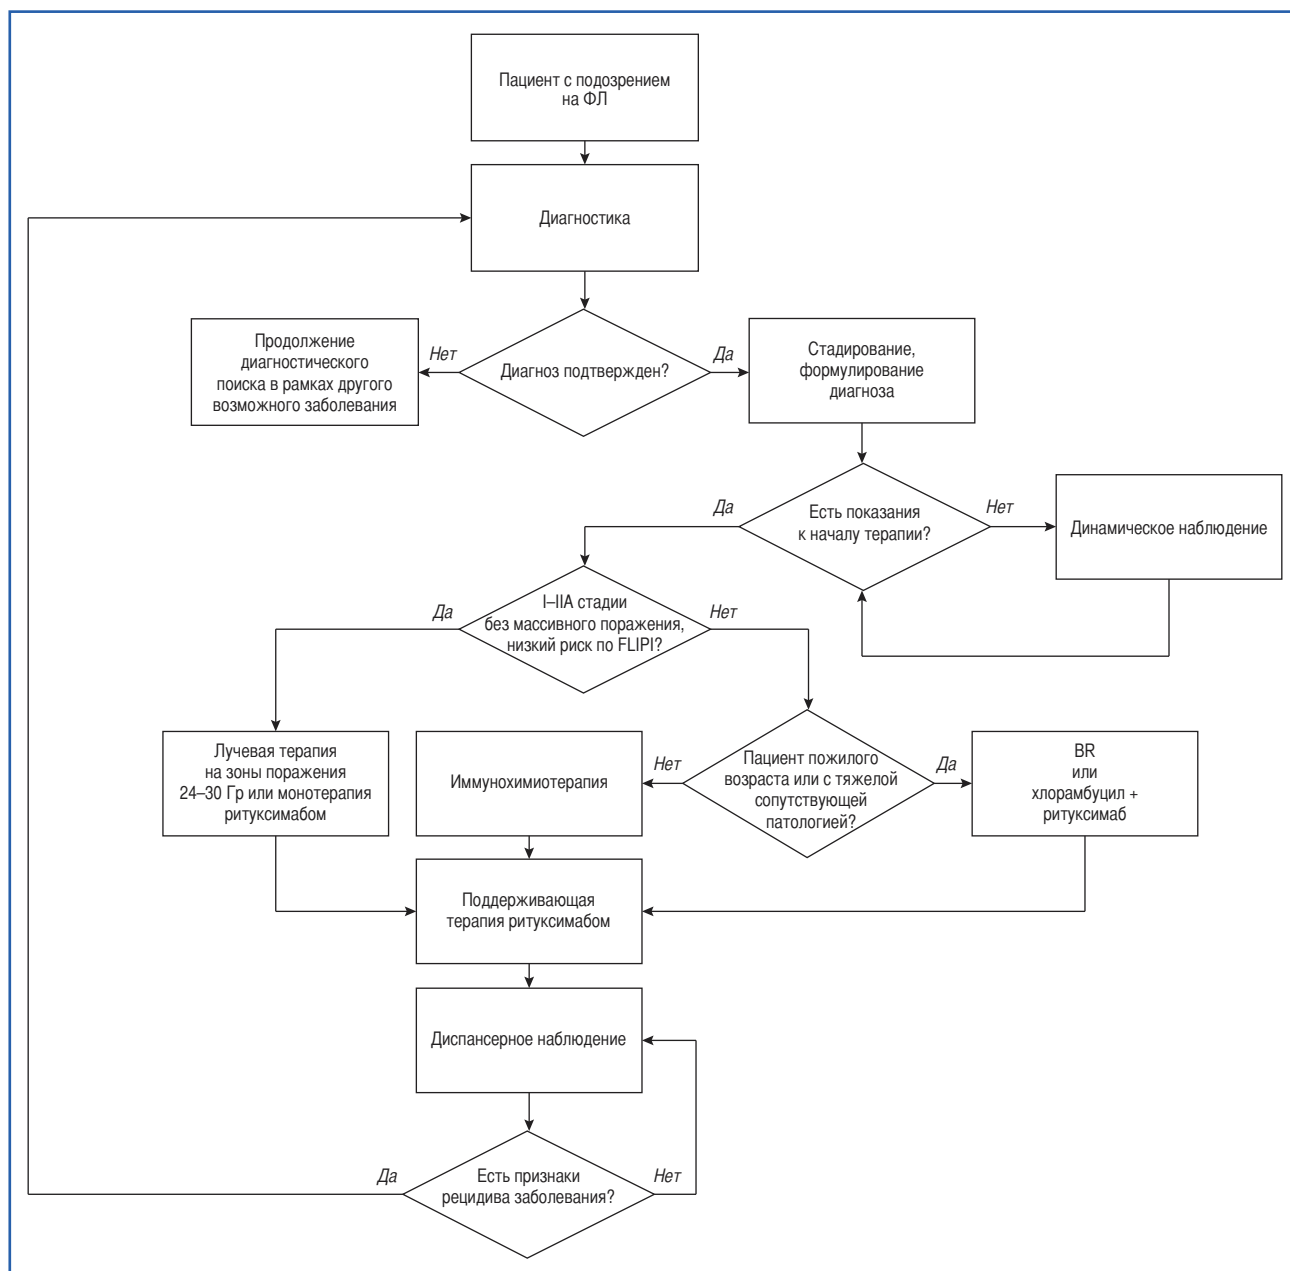 Пациент с подозрением
на ФЛ
Диагностика
Продолжение
диагностического
поиска в рамках другого
возможного заболевания
Нет
Диагноз подтвержден?
Да
Стадирование,
формулирование
диагноза
Да
Есть показания
к началу терапии?
Нет
Динамическое наблюдение
Да
I–IIA стадии
без массивного поражения,
низкий риск по FLIPI?
Нет
Лучевая терапия
на зоны поражения
24–30 Гр или монотерапия
ритуксимабом
Иммунохимиотерапия
Нет
Пациент пожилого
возраста или с тяжелой
сопутствующей
патологией?
Да
BR
или
хлорамбуцил +
ритуксимаб
Поддерживающая
терапия ритуксимабом
Диспансерное наблюдение
Да
Есть признаки
рецидива заболевания?
Нет